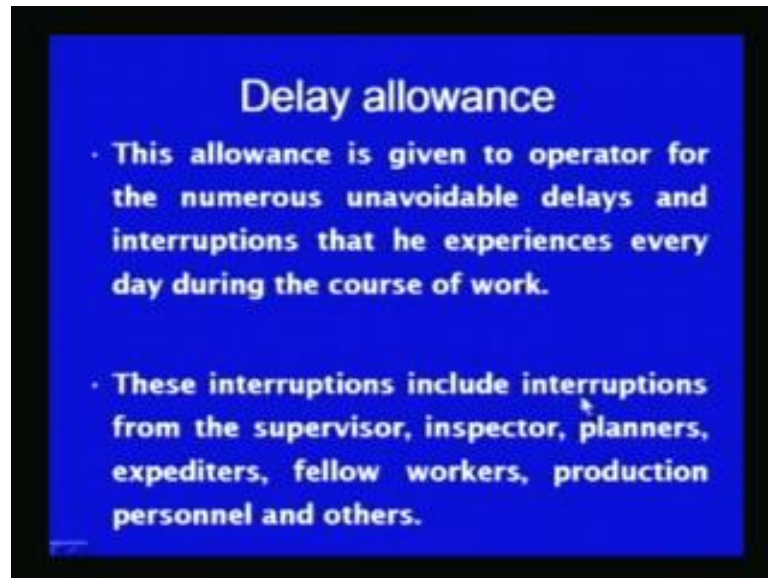 Delay allowance
· This allowance is given to operator for
the numerous unavoidable delays and
interruptions that he experiences every
day during the course of work.
· These interruptions include interruptions
from the supervisor, inspector, planners,
expediters, fellow workers, production
personnel and others.